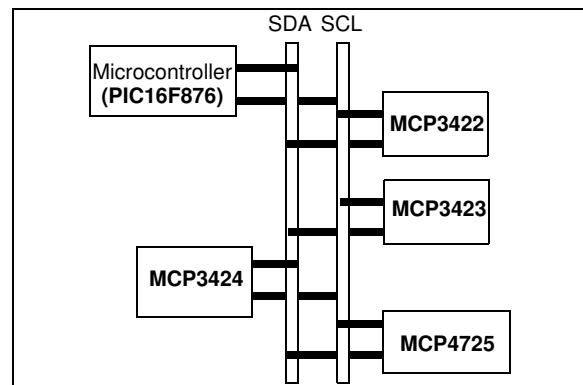 SDA SCL
Microcontroller
(PIC16F876)
MCP3422
MCP3423
MCP3424
MCP4725